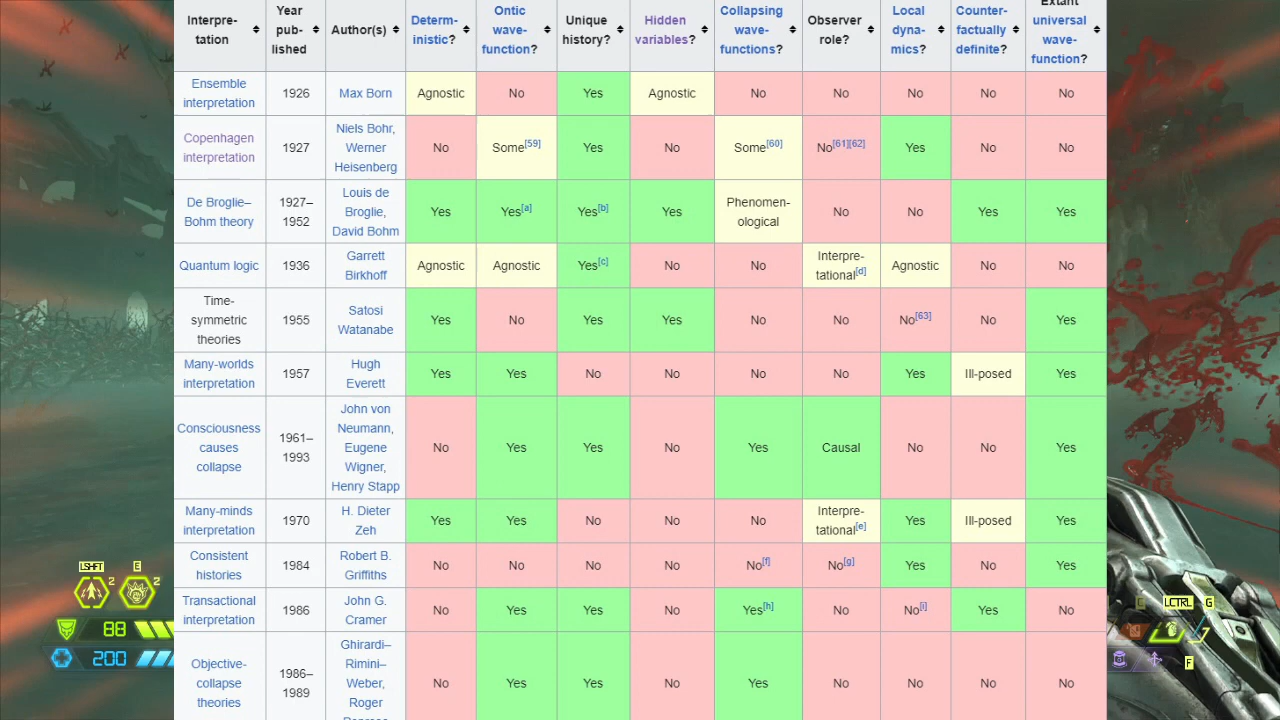 Interpre-
tation
Year
pub-
lished
Author(s)
Determ-
inistic?
Ontic
wave-
function?
Unique
history?
Hidden
variables?
Collapsing
wave-
functions?
Observer
role?
Local
dyna-
mics?
Counter-
factually
definite?
Extant
universal
wave-
function?
Ensemble
interpretation
1926
Max Born
Agnostic
No
Yes
Agnostic
No
No
No
No
No
Copenhagen
interpretation
1927
Niels Bohr,
Werner
Heisenberg
No
Some[59]
Yes
No
Some[60]
No[61][62]
Yes
No
No
De Broglie–
Bohm theory
1927–
1952
Louis de
Broglie,
David Bohm
Yes
Yes[a]
Yes[b]
Yes
Phenomen-
ological
No
No
Yes
Yes
Quantum logic
1936
Garrett
Birkhoff
Agnostic
Agnostic
Yes[c]
No
No
Interpre-
tational[d]
Agnostic
No
No
Time-
symmetric
theories
1955
Satosi
Watanabe
Yes
No
Yes
Yes
No
No
No[63]
No
Yes
Many-worlds
interpretation
1957
Hugh
Everett
Yes
Yes
No
No
No
No
Yes
Ill-posed
Yes
Consciousness
causes
collapse
1961–
1993
John von
Neumann,
Eugene
Wigner,
Henry Stapp
No
Yes
Yes
No
Yes
Causal
No
No
Yes
Many-minds
interpretation
1970
H. Dieter
Zeh
Yes
Yes
No
No
No
Interpre-
tational[e]
Yes
Ill-posed
Yes
Consistent
histories
1984
Robert B.
Griffiths
No
No
No
No
No[f]
No[g]
Yes
No
Yes
Transactional
interpretation
1986
John G.
Cramer
No
Yes
Yes
No
Yes[h]
No
No[i]
Yes
No
Objective-
collapse
theories
1986–
1989
Ghirardi–
Rimini–
Weber,
Roger
Penrose
No
Yes
Yes
No
Yes
No
No
No
No
LSHFT
E
2
2
88
200
C
LCTRL
G
F